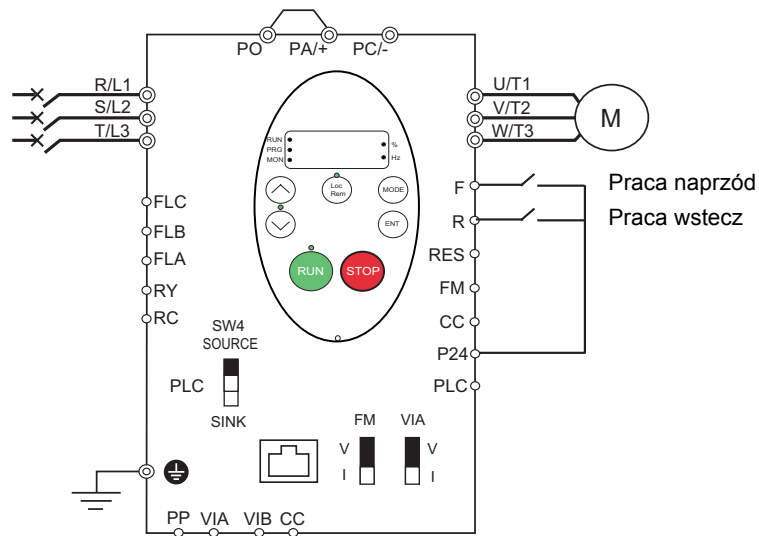 PO PA/+ PC/-
R/L1
S/L2
T/L3
U/T1
V/T2
W/T3
M
RUN
PRG
MON
%
Hz
Loc
Rem
MODE
ENT
RUN
STOP
FLC
FLB
FLA
RY
RC
F
Praca naprzód
R
Praca wstecz
RES
FM
CC
P24
PLC
SW4
SOURCE
PLC
SINK
FM VIA
V V
I I
PP VIA VIB CC